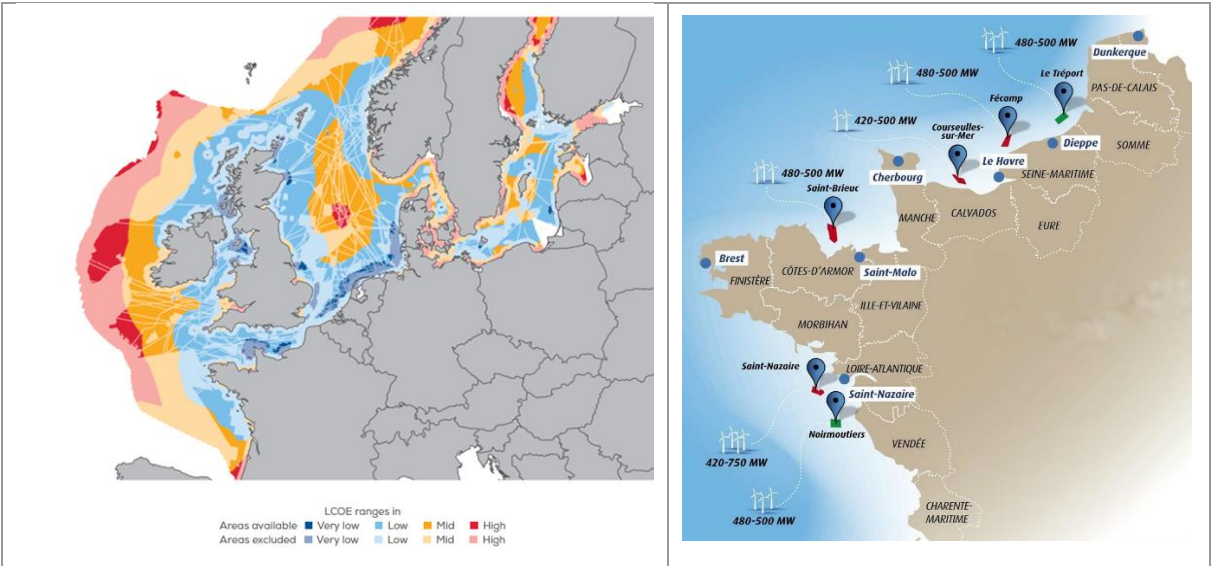 LCOE ranges in
Areas available Very low Low Mid High
Areas excluded Very low Low Mid High
480-500 MW
Dunkerque
Le Tréport
480-500 MW
PAS-DE-CALAIS
Fécamp
420-500 MW
Courseulles-
sur-Mer
Dieppe
SOMME
Le Havre
480-500 MW
Cherbourg
SEINE-MARITIME
Saint-Brieuc
MANCHE
CALVADOS
EURE
Brest
CÔTES-D'ARMOR
Saint-Malo
FINISTÈRE
ILLE-ET-VILAINE
MORBIHAN
Saint-Nazaire
LOIRE-ATLANTIQUE
Saint-Nazaire
Noirmoutiers
VENDÉE
420-750 MW
480-500 MW
CHARENTE-
MARITIME